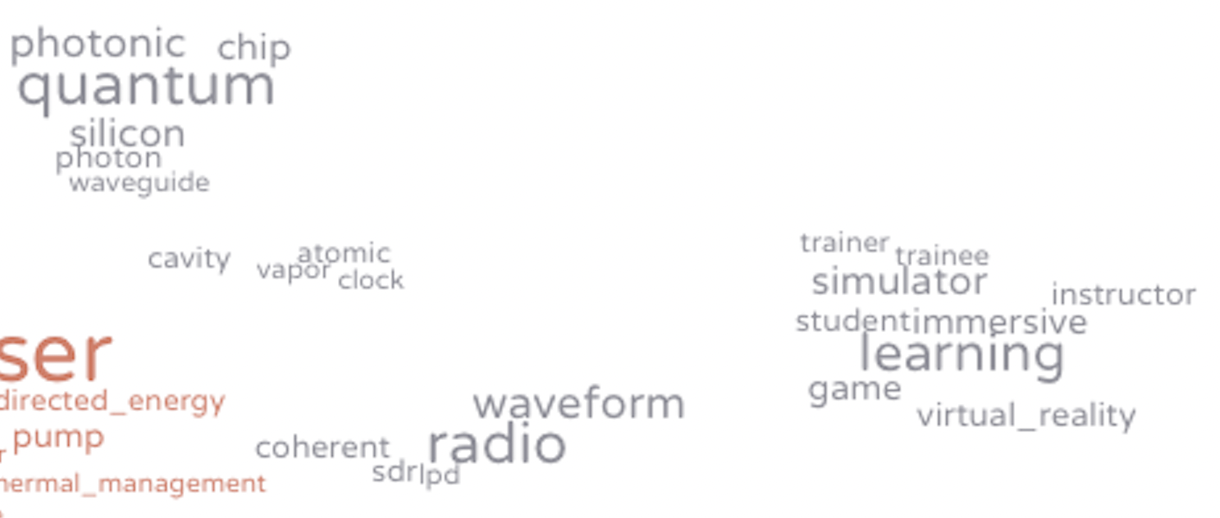 photonic chip
quantum
silicon
photon
waveguide
trainer
trainee
atomic
cavity
vapor
clock
simulator
instructor
student
immersive
ser
learning
game
directed_energy
waveform
virtual_reality
pump
coherent
radio
sdr
lpd
hermal_management